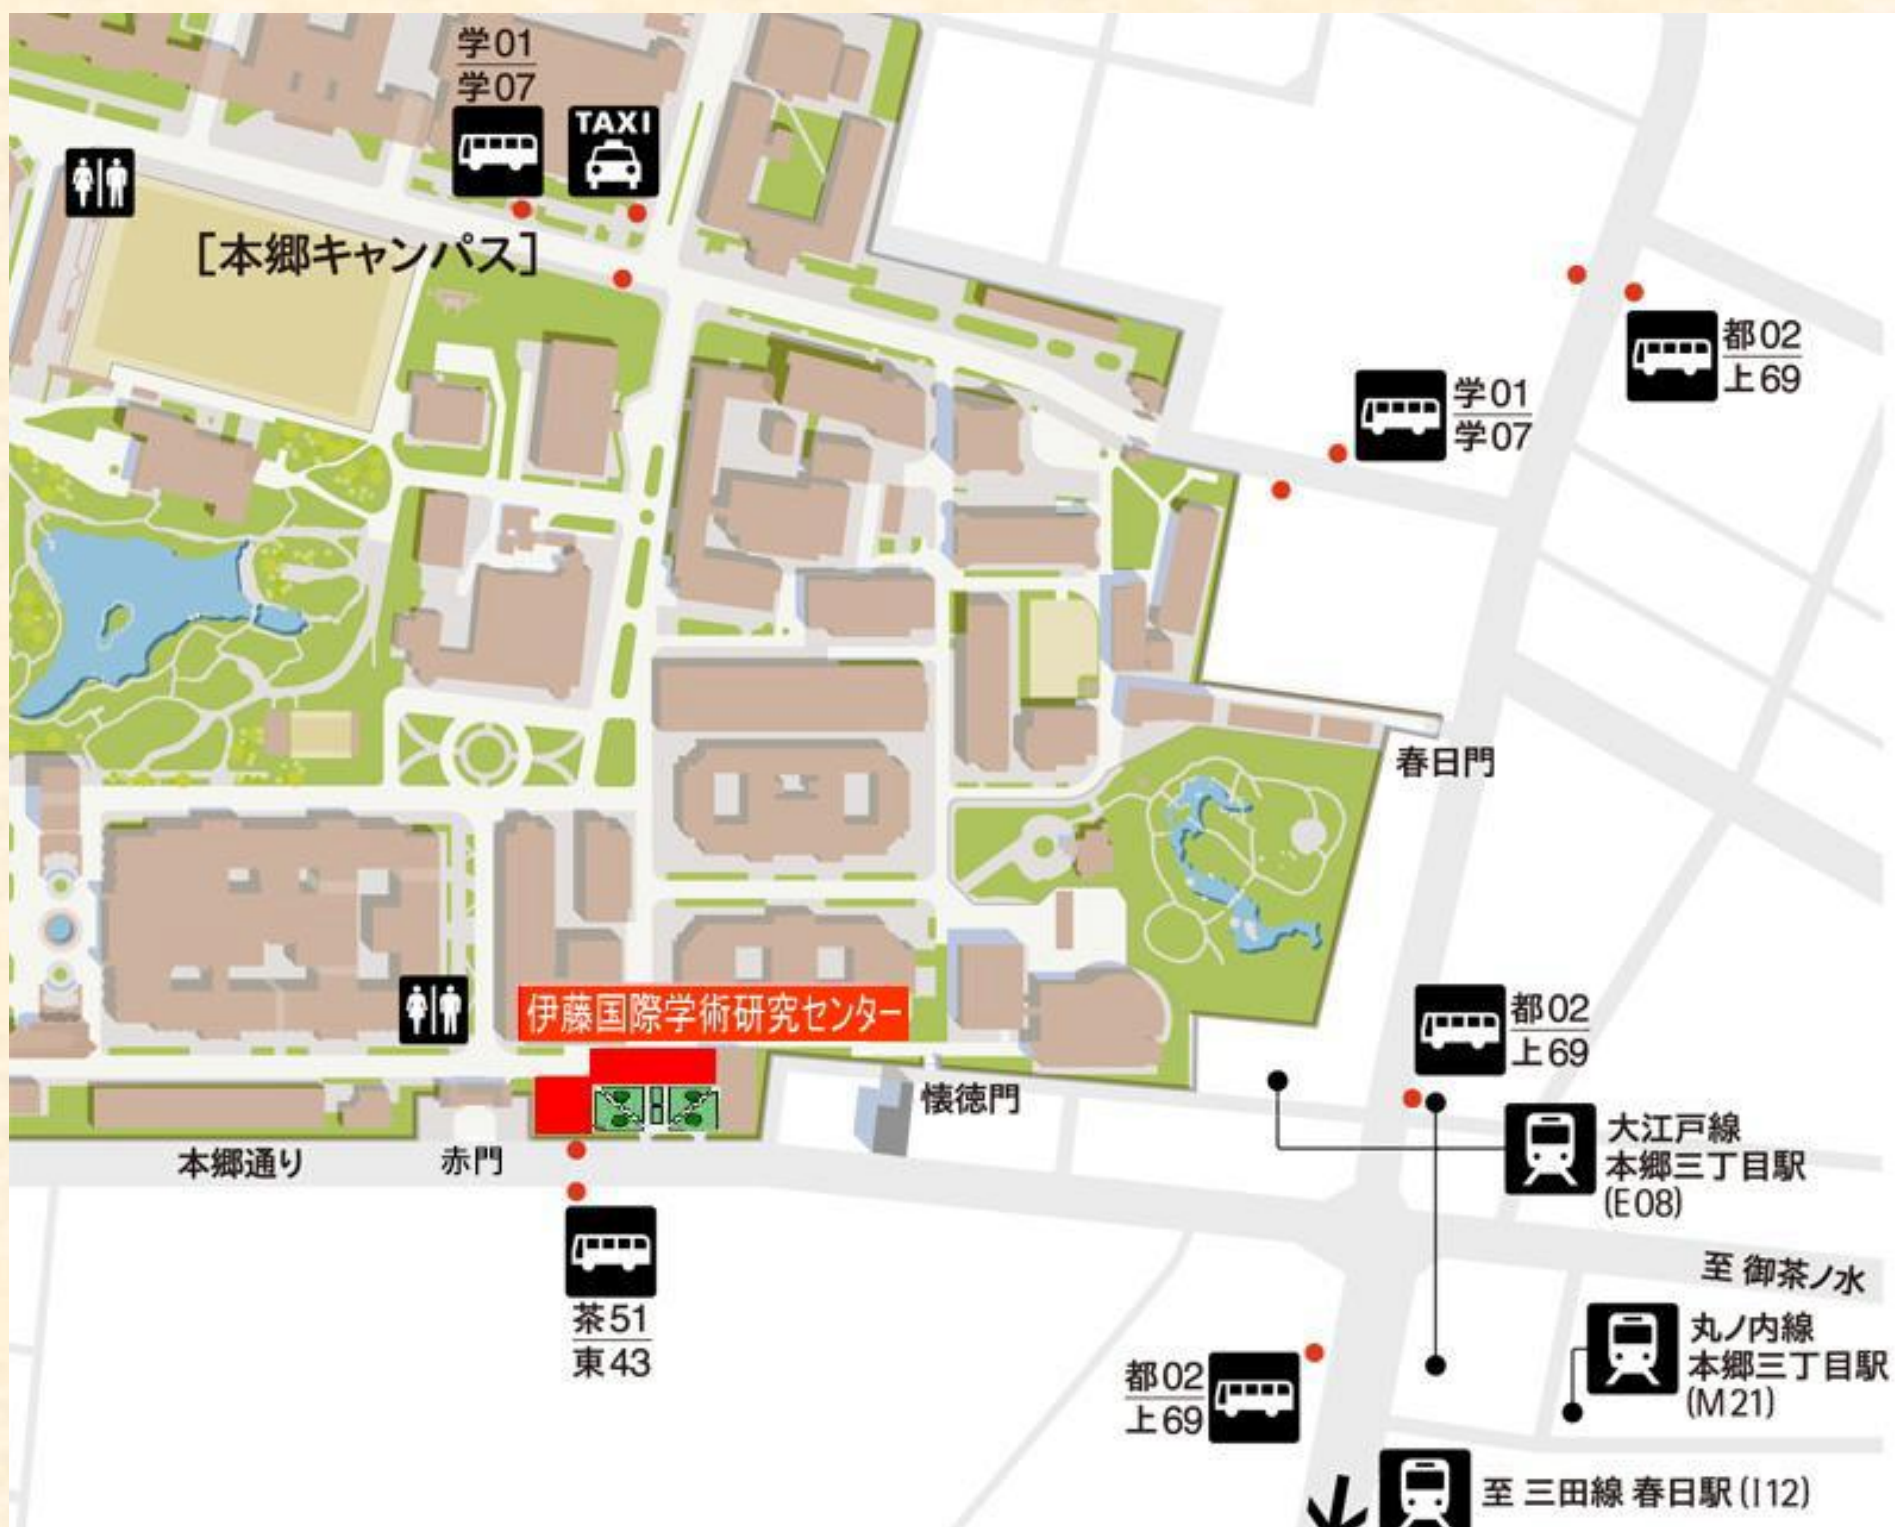 学01
学07
TAXI
[本郷キャンパス]
都02
上69
学01
学07
春日門
伊藤国際学術研究センター
都02
上69
懐徳門
大江戸線
本郷三丁目駅
(E08)
本郷通り
赤門
至 御茶ノ水
茶51
東43
丸ノ内線
本郷三丁目駅
(M21)
都02
上69
至 三田線 春日駅(I12)